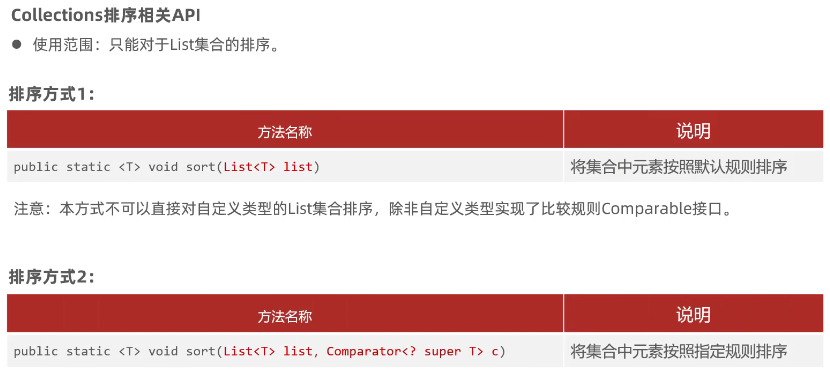 Collections排序相关API
● 使用范围：只能对于List集合的排序。
排序方式1：
方法名称 说明
public static <T> void sort(List<T> list) 将集合中元素按照默认规则排序
注意：本方式不可以直接对自定义类型的List集合排序，除非自定义类型实现了比较规则Comparable接口。
排序方式2：
方法名称 说明
public static <T> void sort(List<T> list, Comparator<? super T> c) 将集合中元素按照指定规则排序